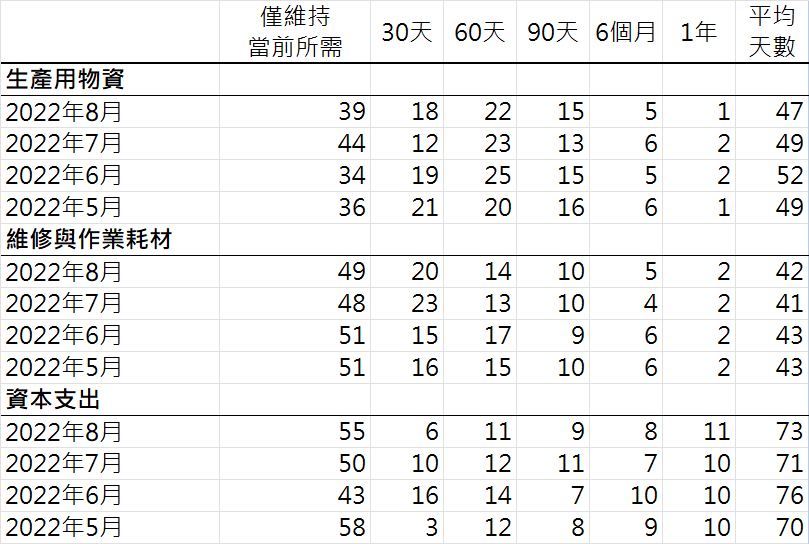 僅維持 30天 60天 90天 6個月 1年 平均
當前所需 天數
生產用物資
2022年8月 39 18 22 15 5 1 47
2022年7月 44 12 23 13 6 2 49
2022年6月 34 19 25 15 5 2 52
2022年5月 36 21 20 16 6 1 49
維修與作業耗材
2022年8月 49 20 14 10 5 2 42
2022年7月 48 23 13 10 4 2 41
2022年6月 51 15 17 9 6 2 43
2022年5月 51 16 15 10 6 2 43
資本支出
2022年8月 55 6 11 9 8 11 73
2022年7月 50 10 12 11 7 10 71
2022年6月 43 16 14 7 10 10 76
2022年5月 58 3 12 8 9 10 70